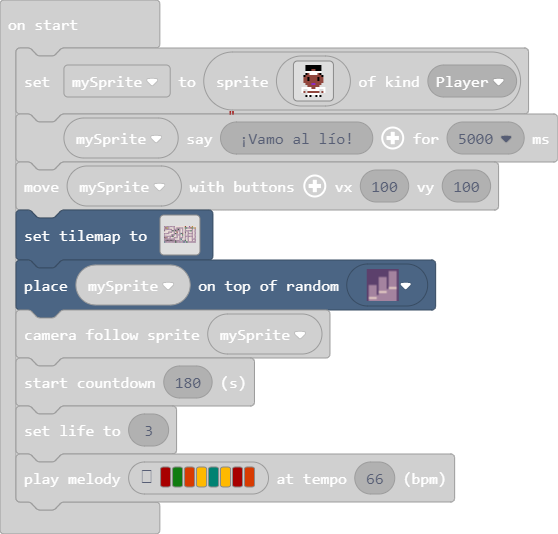 on start
set mySprite to sprite of kind Player
mySprite say ¡Vamo al lío! for 5000 ms
move mySprite with buttons vx 100 vy 100
set tilemap to
place mySprite on top of random
camera follow sprite mySprite
start countdown 180 (s)
set life to 3
play melody at tempo 66 (bpm)